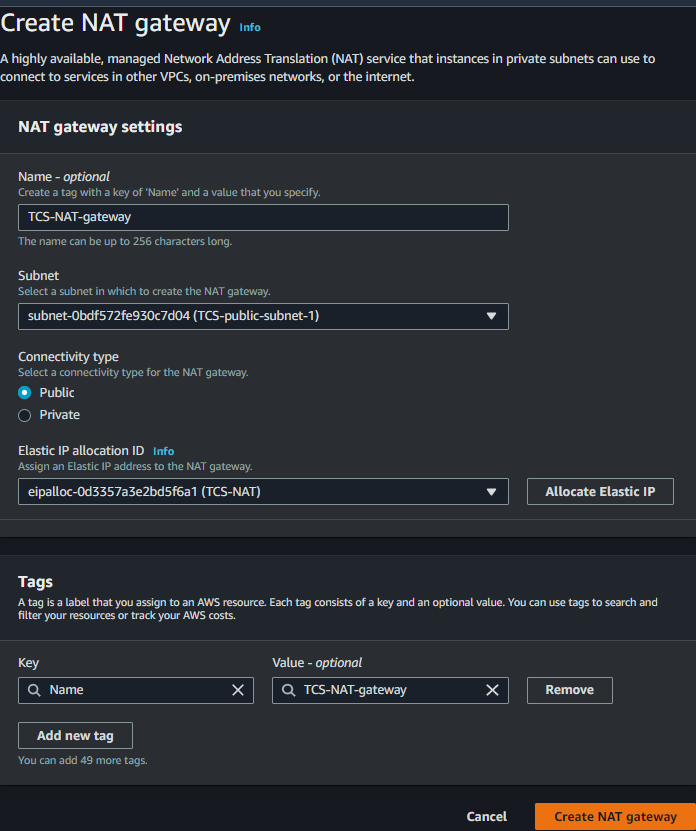 Create NAT gateway Info
A highly available, managed Network Address Translation (NAT) service that instances in private subnets can use to
connect to services in other VPCs, on-premises networks, or the internet.
NAT gateway settings
Name - optional
Create a tag with a key of 'Name' and a value that you specify.
TCS-NAT-gateway
The name can be up to 256 characters long.
Subnet
Select a subnet in which to create the NAT gateway.
subnet-0bdf572fe930c7d04 (TCS-public-subnet-1)
Connectivity type
Select a connectivity type for the NAT gateway.
Public
Private
Elastic IP allocation ID Info
Assign an Elastic IP address to the NAT gateway.
eipalloc-0d3357a3e2bd5f6a1 (TCS-NAT) Allocate Elastic IP
Tags
A tag is a label that you assign to an AWS resource. Each tag consists of a key and an optional value. You can use tags to search and
filter your resources or track your AWS costs.
Key Value - optional
Name TCS-NAT-gateway Remove
Add new tag
You can add 49 more tags.
Cancel Create NAT gateway